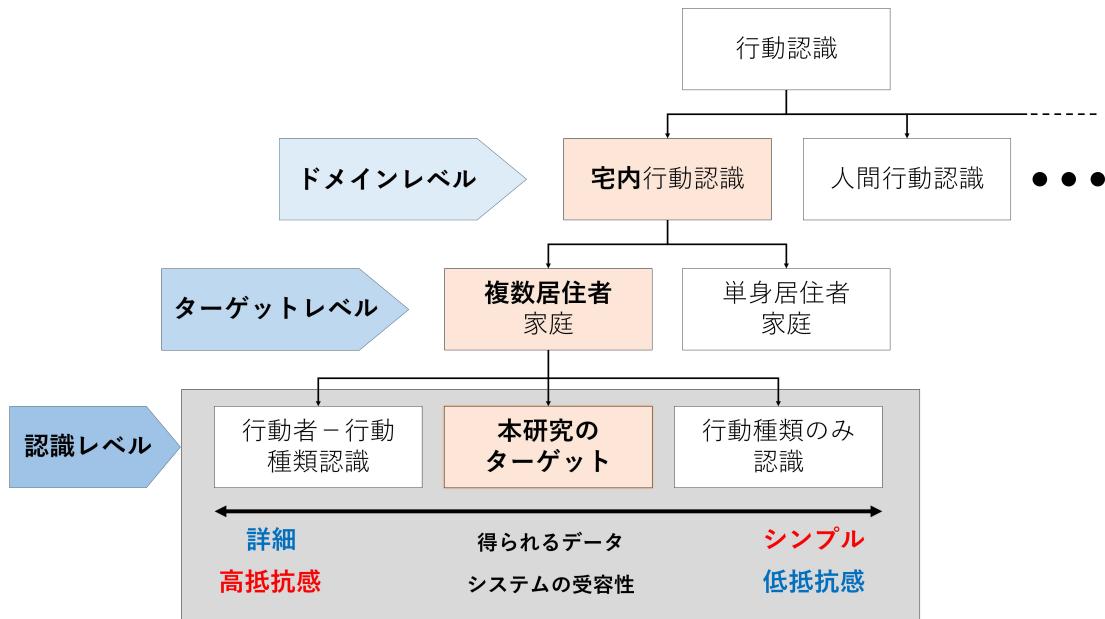 行動認識
ドメインレベル
宅内行動認識
人間行動認識
●●●
ターゲットレベル
複数居住者
家庭
単身居住者
家庭
認識レベル
行動者－行動
種類認識
本研究の
ターゲット
行動種類のみ
認識
詳細
得られるデータ
シンプル
高抵抗感
システムの受容性
低抵抗感